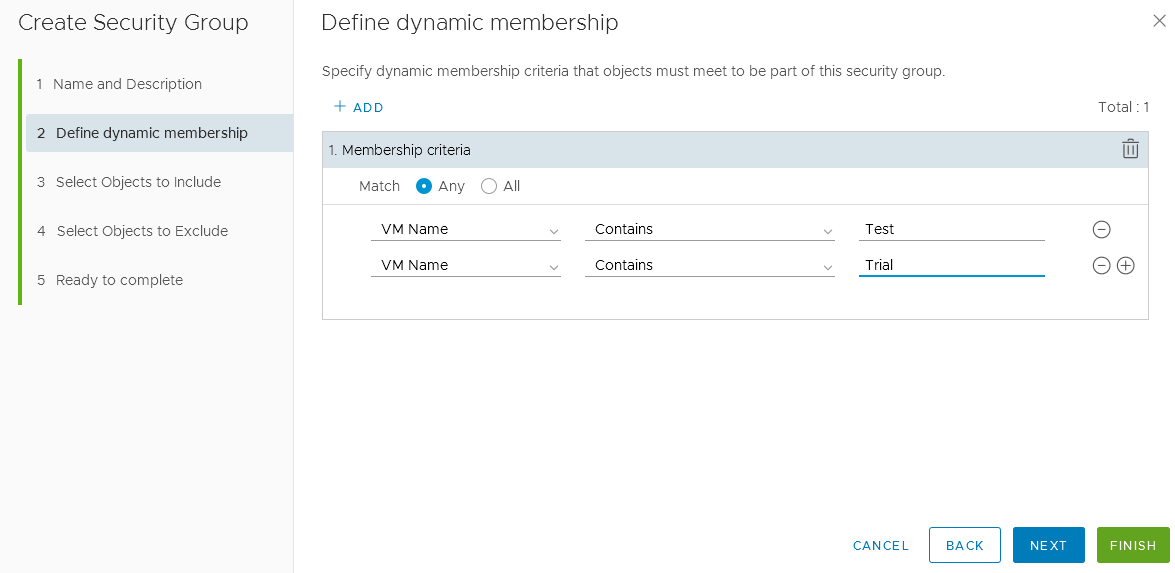 Create Security Group
1 Name and Description
2 Define dynamic membership
3 Select Objects to Include
4 Select Objects to Exclude
5 Ready to complete
Define dynamic membership
Specify dynamic membership criteria that objects must meet to be part of this security group.
+ ADD
Total : 1
1. Membership criteria
Match Any All
VM Name Contains Test
VM Name Contains Trial
CANCEL BACK NEXT FINISH